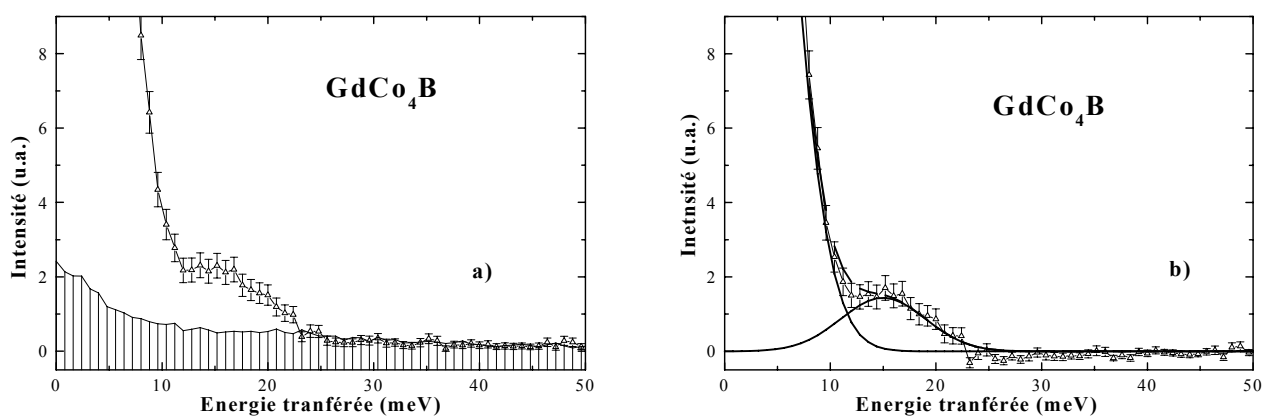 8
6
4
2
0
Intensité (u.a.)
GdCo4B
a)
0 10 20 30 40 50
Energie tranférée (meV)
8
6
4
2
0
Inetnsité (u.a.)
GdCo4B
b)
0 10 20 30 40 50
Energie tranférée (meV)